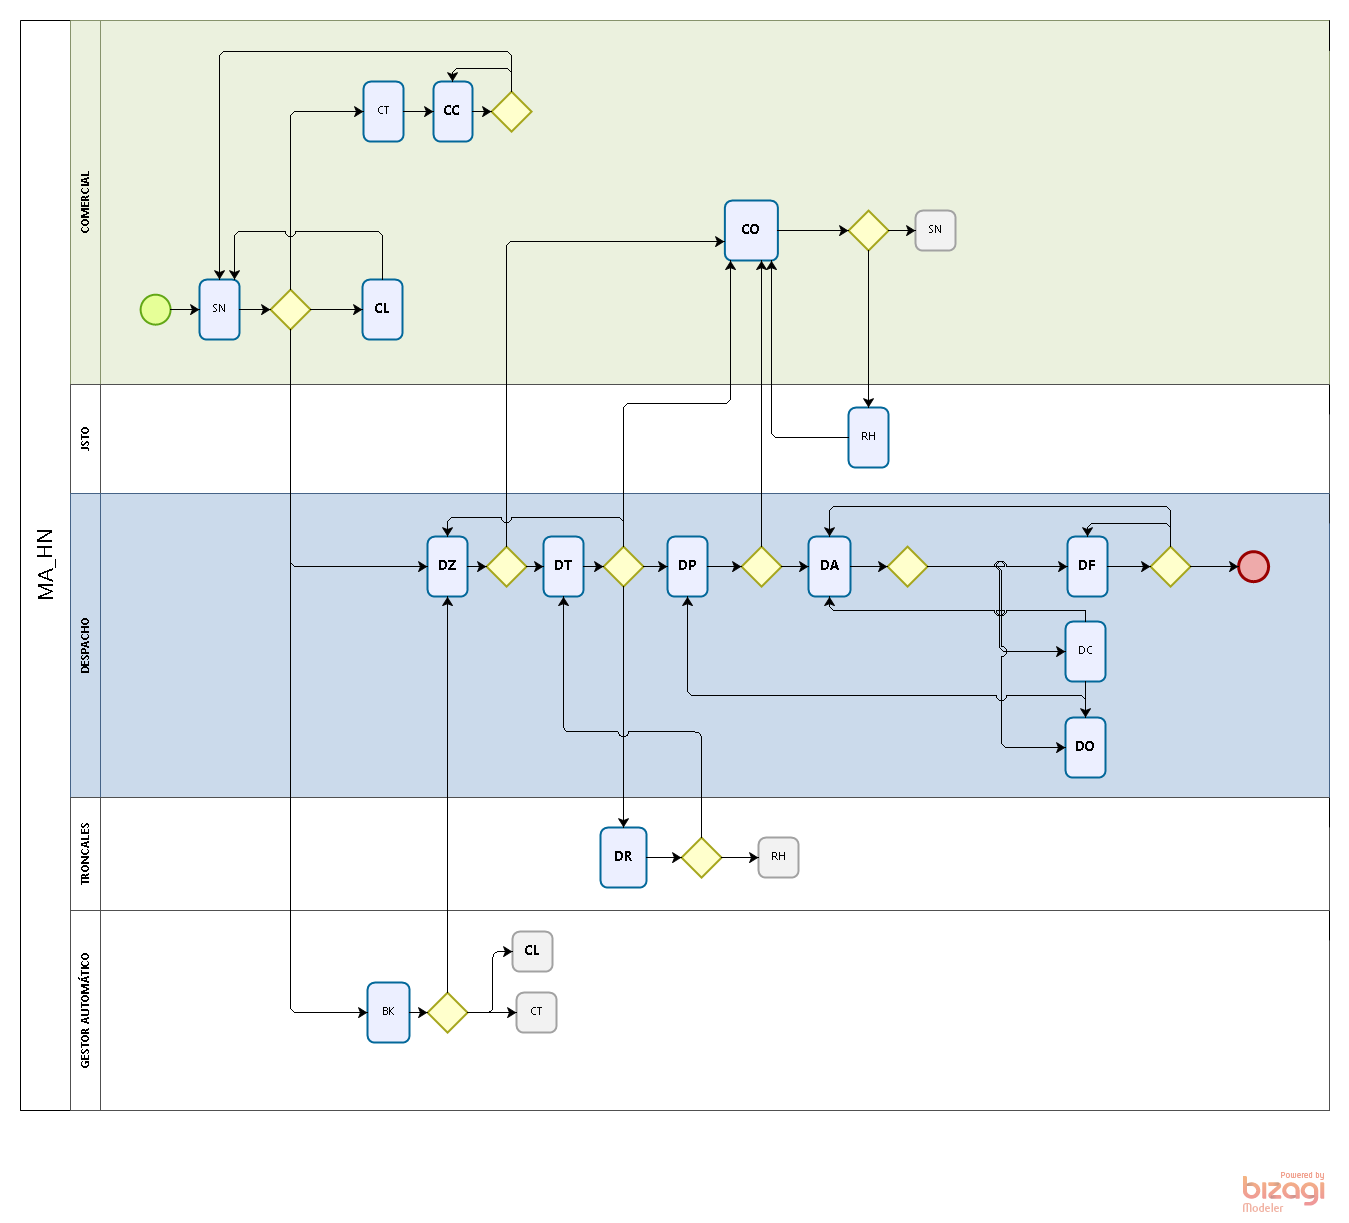 MA_HN
COMERCIAL
CT
CC
CO
SN
SN
CL
JSTO
RH
DESPACHO
DZ
DT
DP
DA
DF
DC
DO
TRONCALES
DR
RH
GESTOR AUTOMÁTICO
CL
BK
CT
Powered by
bizagi
Modeler